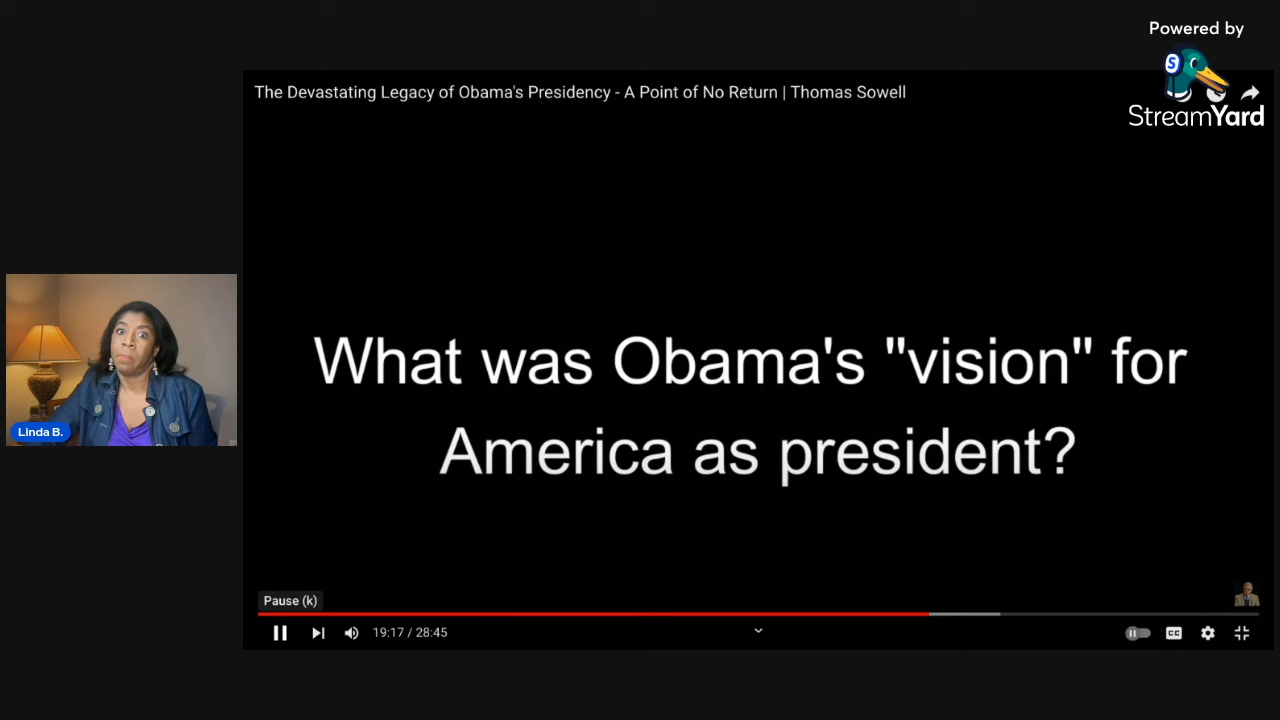 Powered by
StreamYard
The Devastating Legacy of Obama's Presidency - A Point of No Return | Thomas Sowell
What was Obama's "vision" for
America as president?
Linda B.
Pause (k)
19:17 / 28:45
CC